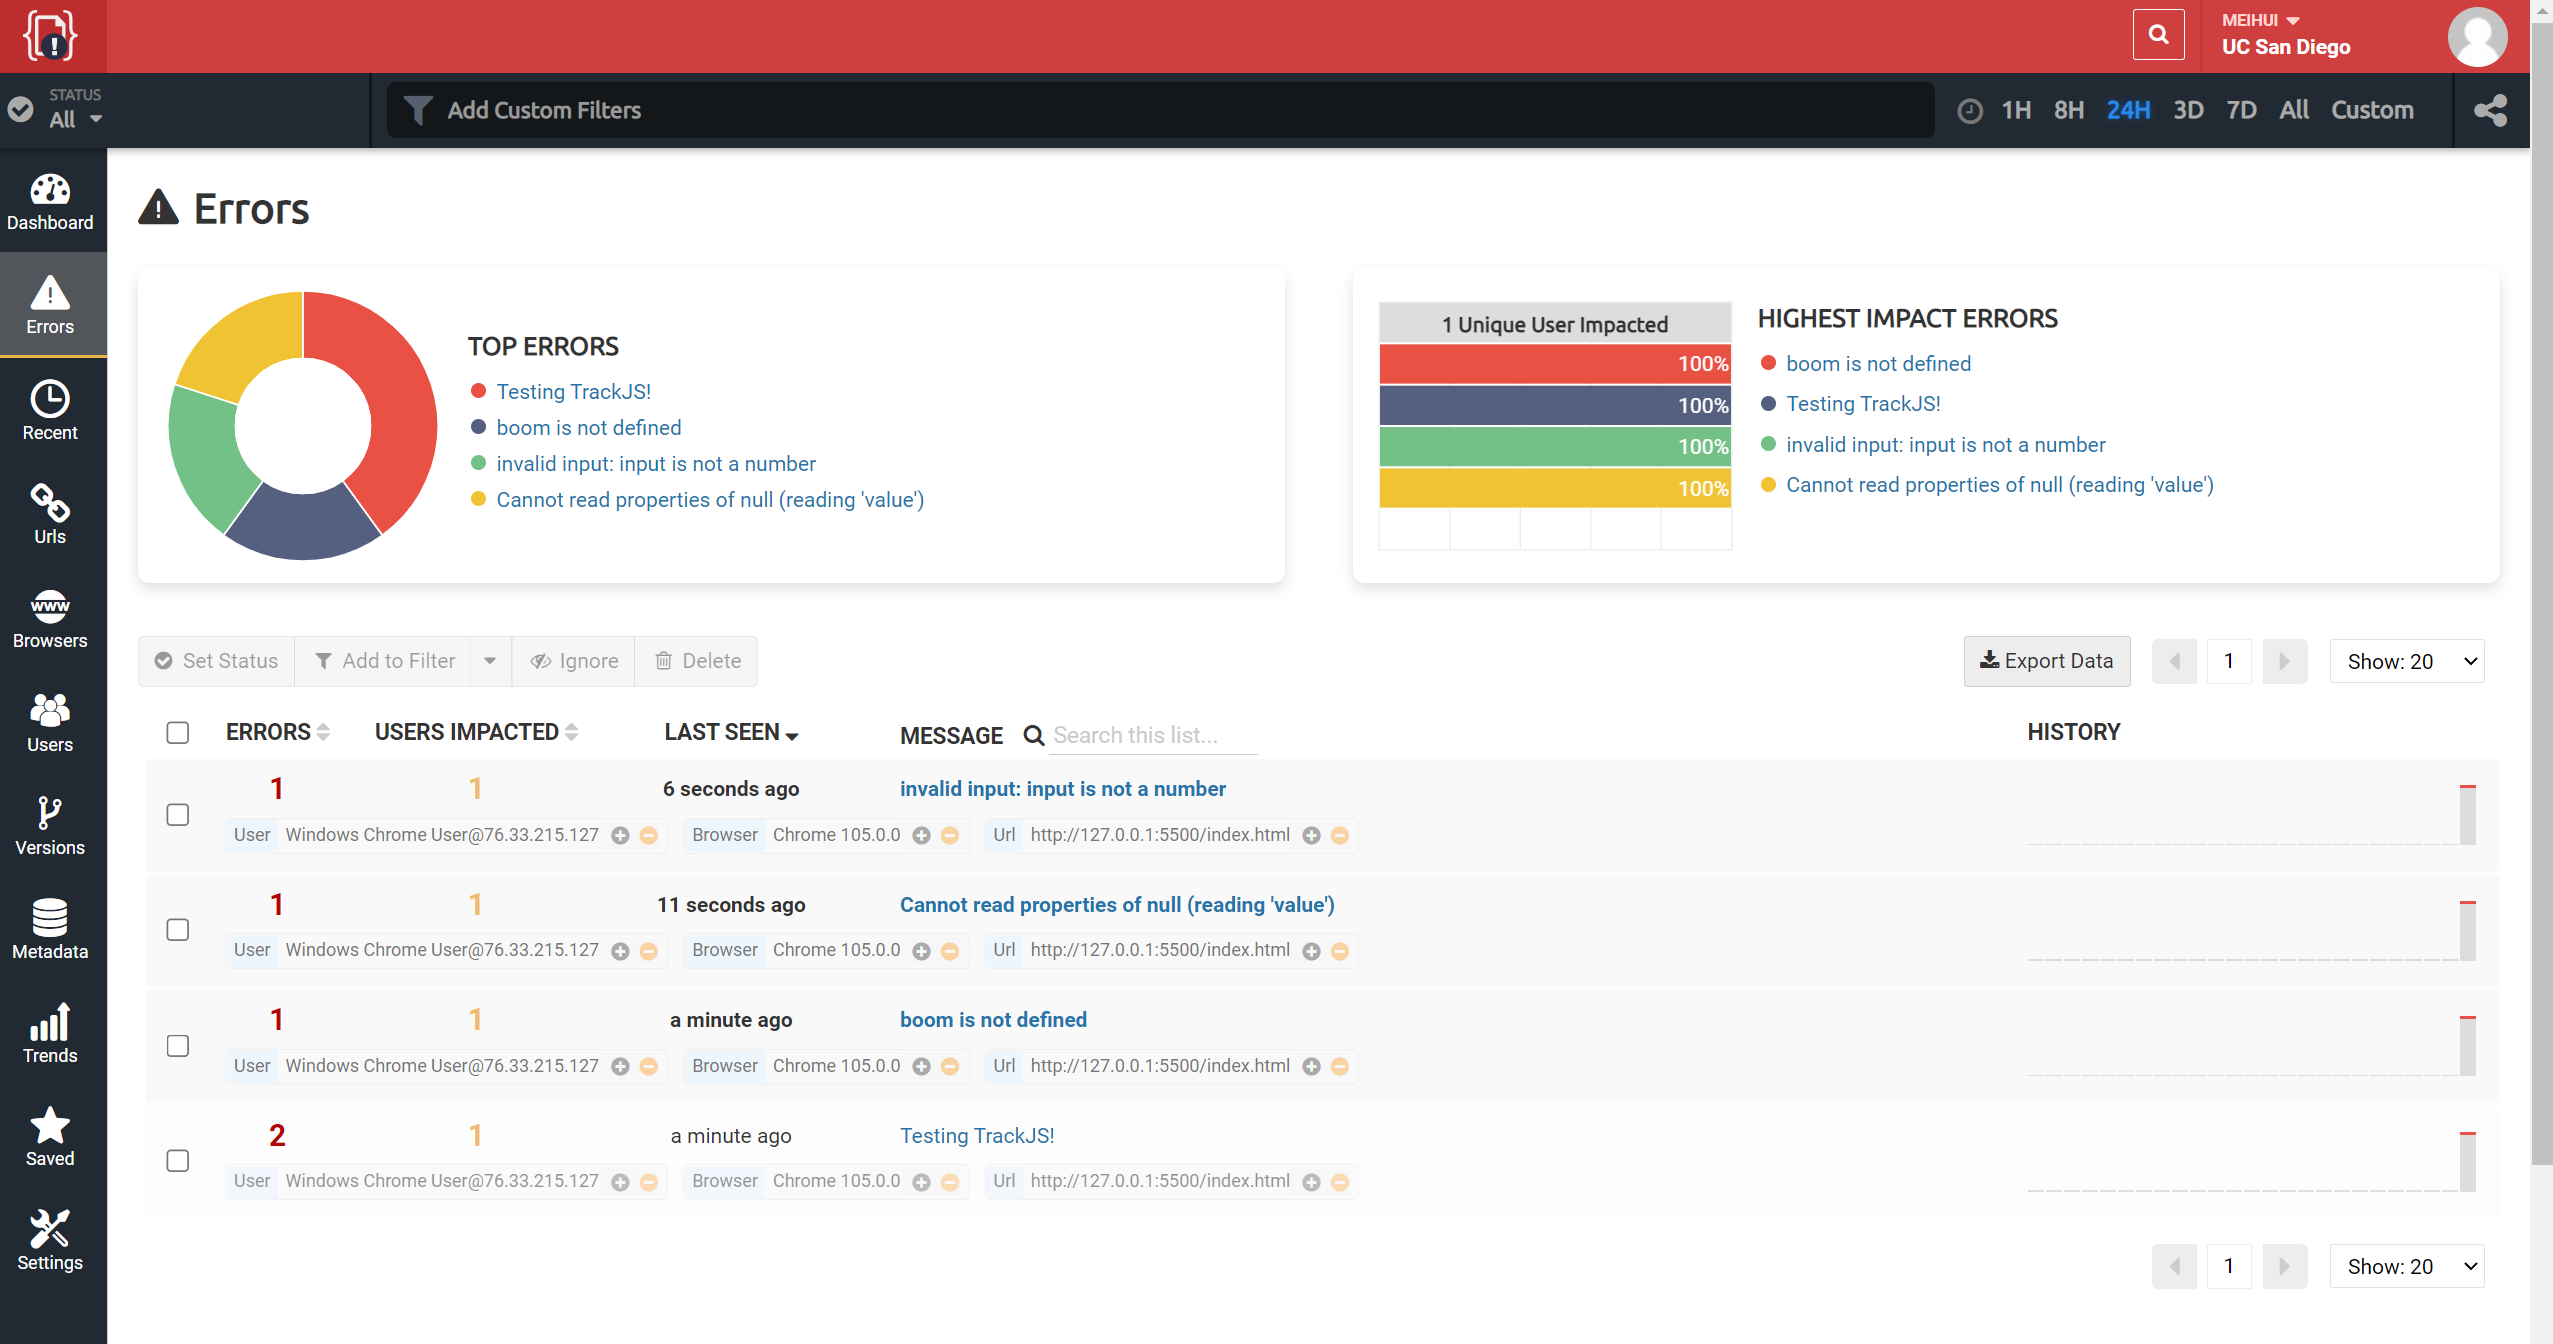 MEIHUI
UC San Diego
STATUS
All
Add Custom Filters
1H 8H 24H 3D 7D All Custom
Dashboard
Errors
Recent
Urls
WWW
Browsers
Users
Versions
Metadata
Trends
Saved
Settings
Errors
TOP ERRORS
Testing TrackJS!
boom is not defined
invalid input: input is not a number
Cannot read properties of null (reading 'value')
1 Unique User Impacted
100%
100%
100%
100%
HIGHEST IMPACT ERRORS
boom is not defined
Testing TrackJS!
invalid input: input is not a number
Cannot read properties of null (reading 'value')
Set Status Add to Filter Ignore Delete
Export Data 1 Show: 20
ERRORS USERS IMPACTED LAST SEEN MESSAGE Search this list... HISTORY
1 1 6 seconds ago invalid input: input is not a number
User Windows Chrome User@76.33.215.127 Browser Chrome 105.0.0 Url http://127.0.0.1:5500/index.html
1 1 11 seconds ago Cannot read properties of null (reading 'value')
User Windows Chrome User@76.33.215.127 Browser Chrome 105.0.0 Url http://127.0.0.1:5500/index.html
1 1 a minute ago boom is not defined
User Windows Chrome User@76.33.215.127 Browser Chrome 105.0.0 Url http://127.0.0.1:5500/index.html
2 1 a minute ago Testing TrackJS!
User Windows Chrome User@76.33.215.127 Browser Chrome 105.0.0 Url http://127.0.0.1:5500/index.html
1 Show: 20